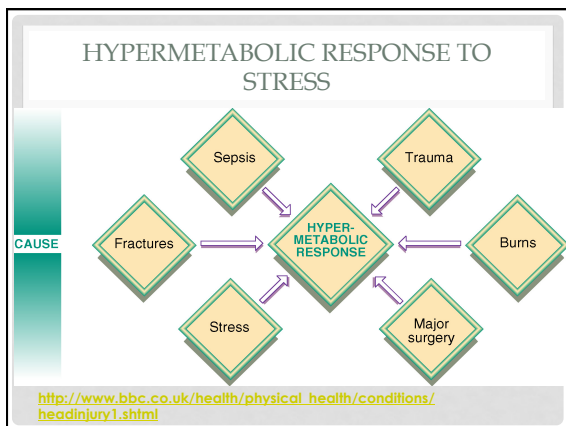 HYPERMETABOLIC RESPONSE TO
STRESS
Sepsis
Trauma
CAUSE
Fractures
HYPER-
METABOLIC
RESPONSE
Burns
Stress
Major
surgery
http://www.bbc.co.uk/health/physical_health/conditions/
headinjury1.shtml